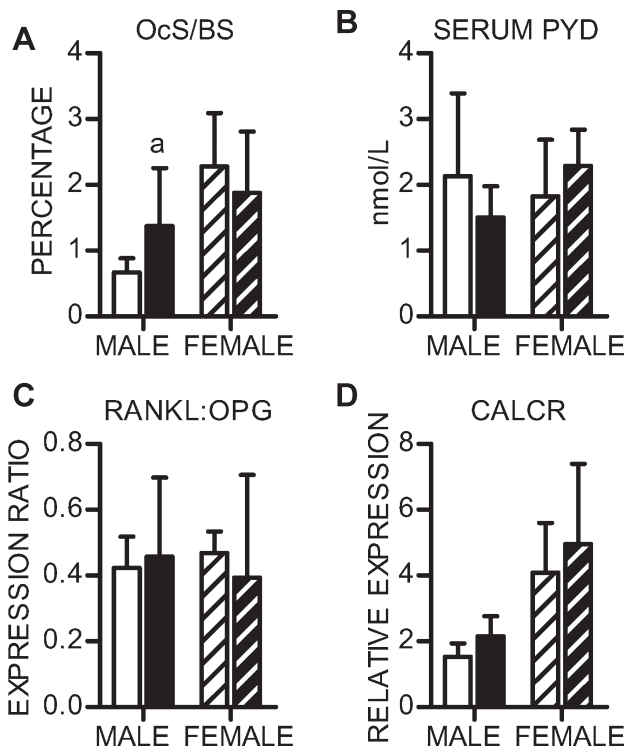 A
OcS/BS
PERCENTAGE
4
3
2
1
0
a
MALE FEMALE
B
SERUM PYD
nmol/L
4
3
2
1
0
MALE FEMALE
C
RANKL:OPG
EXPRESSION RATIO
0.8
0.6
0.4
0.2
0.0
MALE FEMALE
D
CALCR
RELATIVE EXPRESSION
8
6
4
2
0
MALE FEMALE